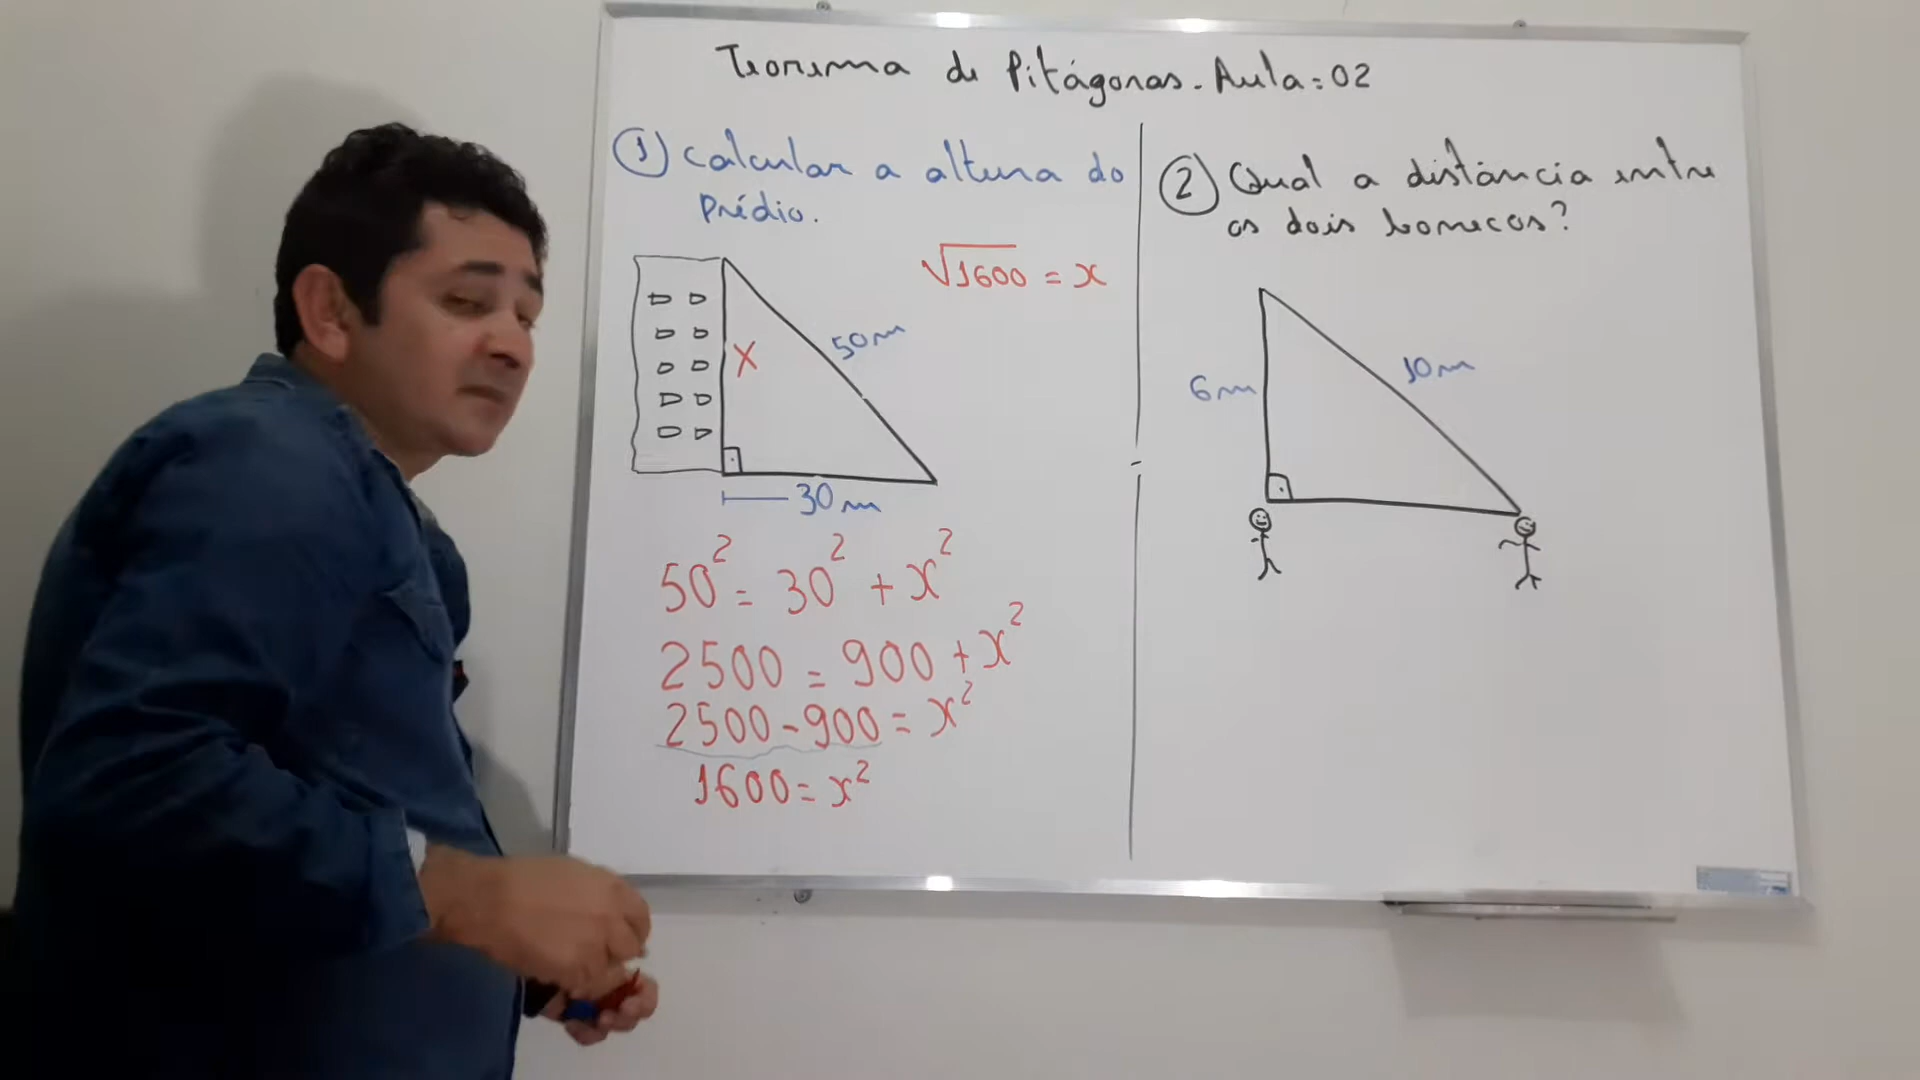 Teorema de Pitágoras. Aula: 02
1) Calcular a altura do
Prédio.
√1600 = x
X
50m
30m
50² = 30² + x²
2500 = 900 + x²
2500 - 900 = x²
1600 = x²
2) Qual a distância entre
os dois bonecos?
6m
10m